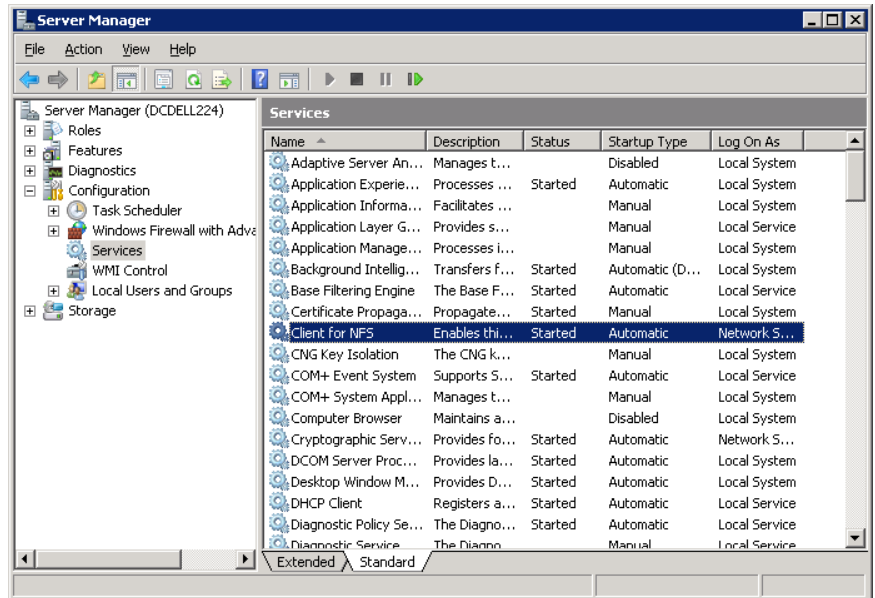 Server Manager
File Action View Help
Server Manager (DCDELL224)
Roles
Features
Diagnostics
Configuration
Task Scheduler
Windows Firewall with Adva
Services
WMI Control
Local Users and Groups
Storage
Services
Name Description Status Startup Type Log On As
Adaptive Server An... Manages t... Disabled Local System
Application Experie... Processes ... Started Automatic Local System
Application Informa... Facilitates ... Manual Local System
Application Layer G... Provides s... Manual Local Service
Application Manage... Processes i... Manual Local System
Background Intellig... Transfers f... Started Automatic (D... Local System
Base Filtering Engine The Base F... Started Automatic Local Service
Certificate Propaga... Propagate... Started Manual Local System
Client for NFS Enables thi... Started Automatic Network S...
CNG Key Isolation The CNG k... Manual Local System
COM+ Event System Supports S... Started Automatic Local Service
COM+ System Appl... Manages t... Manual Local System
Computer Browser Maintains a... Disabled Local System
Cryptographic Serv... Provides fo... Started Automatic Network S...
DCOM Server Proc... Provides la... Started Automatic Local System
Desktop Window M... Provides D... Started Automatic Local System
DHCP Client Registers a... Started Automatic Local Service
Diagnostic Policy Se... The Diagno... Started Automatic Local Service
Diagnostic Service The Diagno Manual Local Service
Extended Standard